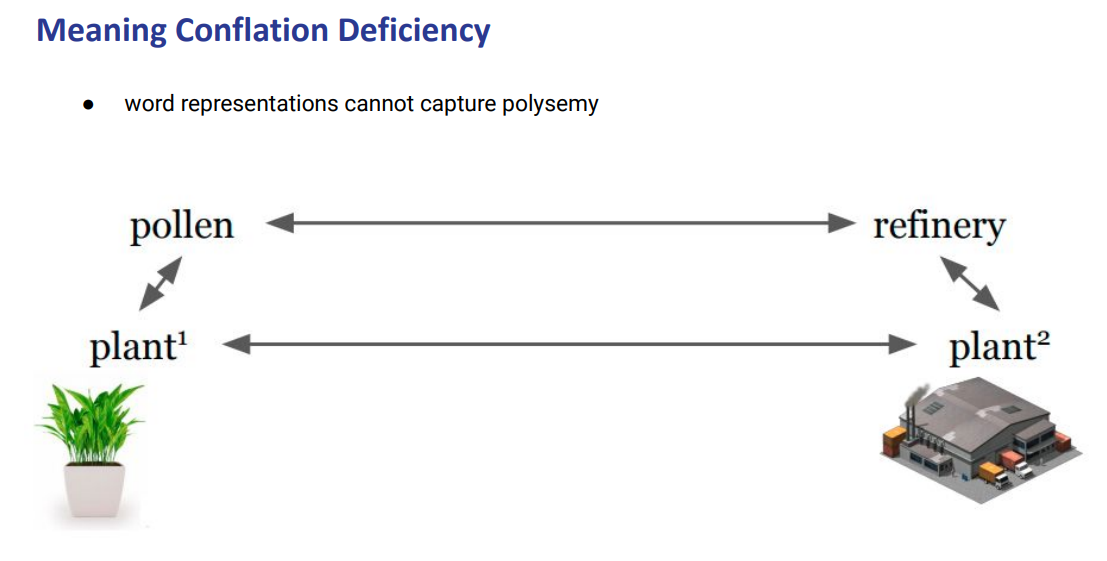 Meaning Conflation Deficiency
● word representations cannot capture polysemy
pollen refinery
plant¹ plant²